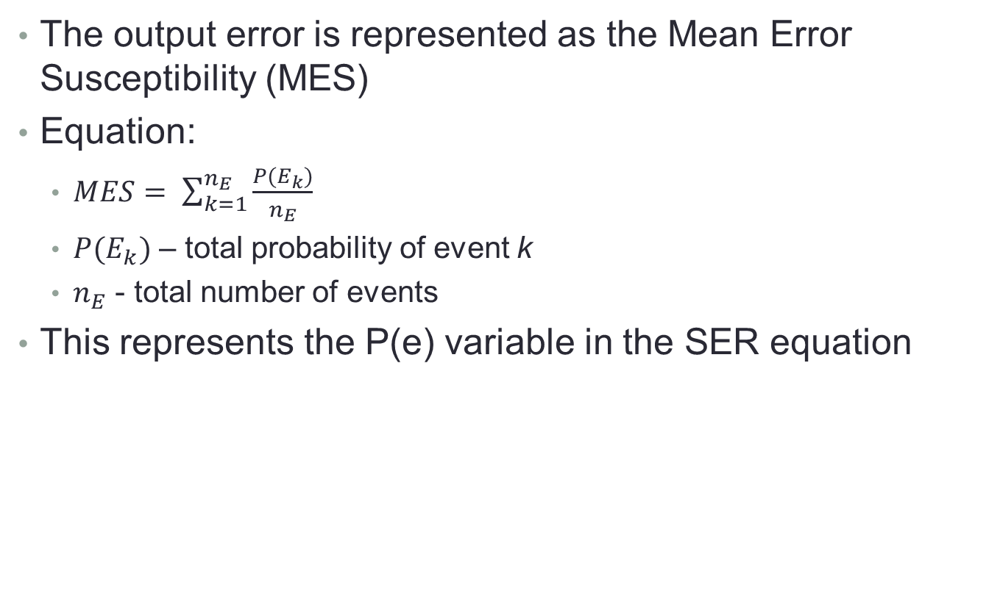 • The output error is represented as the Mean Error
Susceptibility (MES)
• Equation:
• $MES = \sum_{k=1}^{n_E} \frac{P(E_k)}{n_E}$
• $P(E_k)$ – total probability of event k
• $n_E$ - total number of events
• This represents the P(e) variable in the SER equation